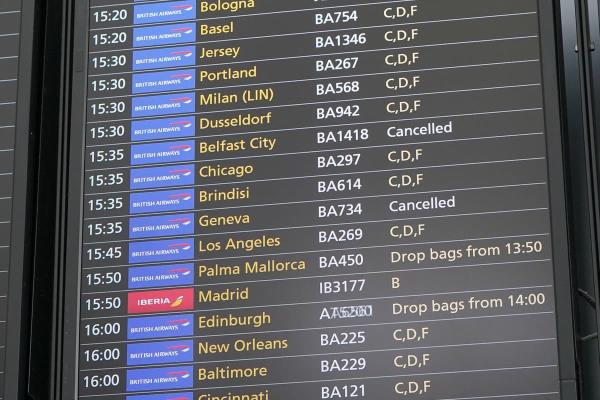 15:20 BRITISH AIRWAYS Bologna
15:20 BRITISH AIRWAYS Basel BA754 C,D,F
15:30 BRITISH AIRWAYS Jersey BA1346 C,D,F
15:30 BRITISH AIRWAYS Portland BA267 C,D,F
15:30 BRITISH AIRWAYS Milan (LIN) BA568 C,D,F
15:30 BRITISH AIRWAYS Dusseldorf BA942 C,D,F
15:35 BRITISH AIRWAYS Belfast City BA1418 Cancelled
15:35 BRITISH AIRWAYS Chicago BA297 C,D,F
15:35 BRITISH AIRWAYS Brindisi BA614 C,D,F
15:35 BRITISH AIRWAYS Geneva BA734 Cancelled
15:45 BRITISH AIRWAYS Los Angeles BA269 C,D,F
15:50 BRITISH AIRWAYS Palma Mallorca BA450 Drop bags from 13:50
15:50 IBERIA Madrid IB3177 B
16:00 BRITISH AIRWAYS Edinburgh Drop bags from 14:00
16:00 BRITISH AIRWAYS New Orleans BA225 C,D,F
16:00 BRITISH AIRWAYS Baltimore BA229 C,D,F
Cincinnati BA121 C,D,F